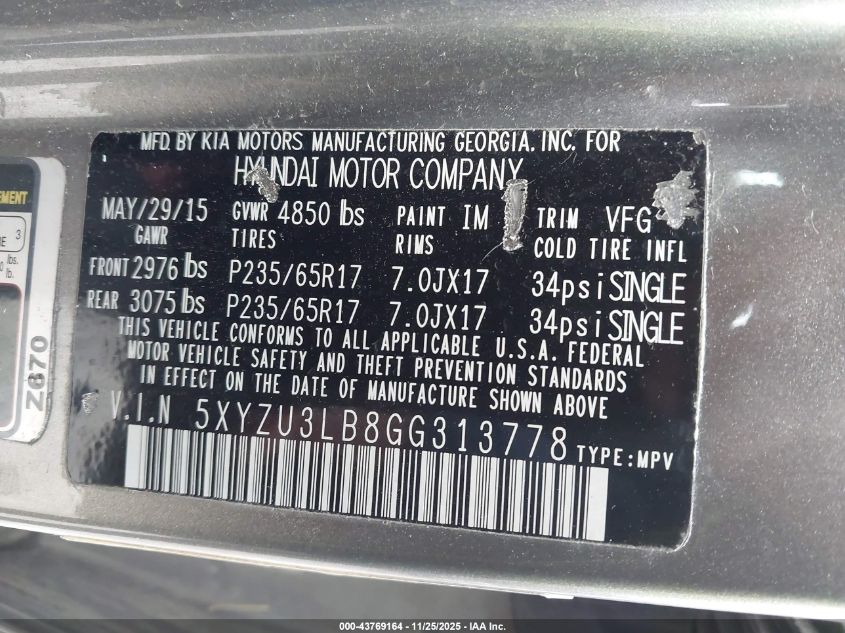 MFD. BY KIA MOTORS MANUFACTURING GEORGIA. INC. FOR
HYUNDAI MOTOR COMPANY
MAY/29/15 GVWR 4850 lbs PAINT IM TRIM VFG
GAWR TIRES RIMS COLD TIRE INFL
FRONT 2976 lbs P235/65R17 7.0JX17 34psi SINGLE
REAR 3075 lbs P235/65R17 7.0JX17 34psi SINGLE
THIS VEHICLE CONFORMS TO ALL APPLICABLE U.S.A. FEDERAL
MOTOR VEHICLE SAFETY AND THEFT PREVENTION STANDARDS
IN EFFECT ON THE DATE OF MANUFACTURE SHOWN ABOVE
V.I.N 5XYZU3LB8GG313778 TYPE:MPV
3
lbs.
lb.
Z870
000-43769164 - 11/25/2025 - IAA Inc.